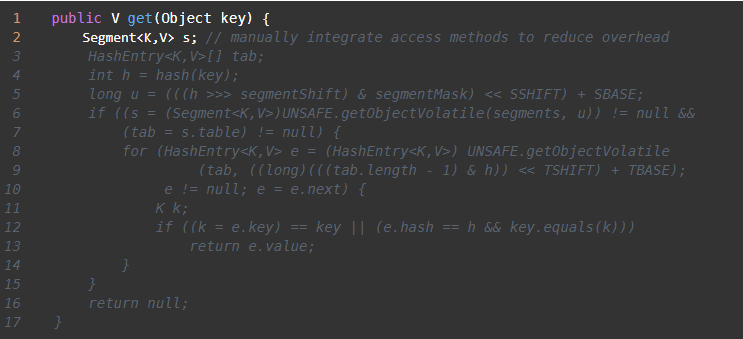 1 public V get(Object key) {
2 Segment<K,V> s; // manually integrate access methods to reduce overhead
3 HashEntry<K,V>[] tab;
4 int h = hash(key);
5 long u = (((h >>> segmentShift) & segmentMask) << SSHIFT) + SBASE;
6 if ((s = (Segment<K,V>)UNSAFE.getObjectVolatile(segments, u)) != null &&
7 (tab = s.table) != null) {
8 for (HashEntry<K,V> e = (HashEntry<K,V>) UNSAFE.getObjectVolatile
9 (tab, ((long)(((tab.length - 1) & h)) << TSHIFT) + TBASE);
10 e != null; e = e.next) {
11 K k;
12 if ((k = e.key) == key || (e.hash == h && key.equals(k)))
13 return e.value;
14 }
15 }
16 return null;
17 }